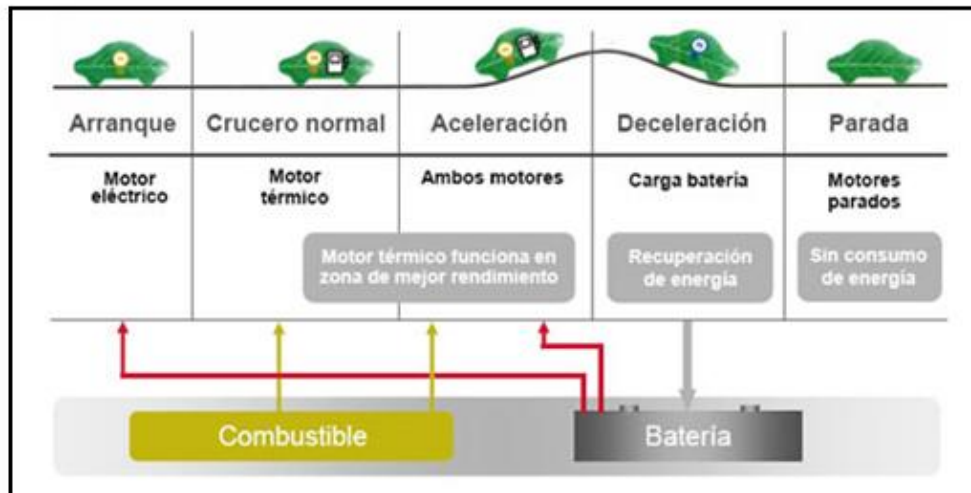 Arranque
Crucero normal
Aceleración
Deceleración
Parada
Motor
eléctrico
Motor
térmico
Ambos motores
Carga batería
Motores
parados
Motor térmico funciona en
zona de mejor rendimiento
Recuperación
de energía
Sin consumo
de energía
Combustible
Batería